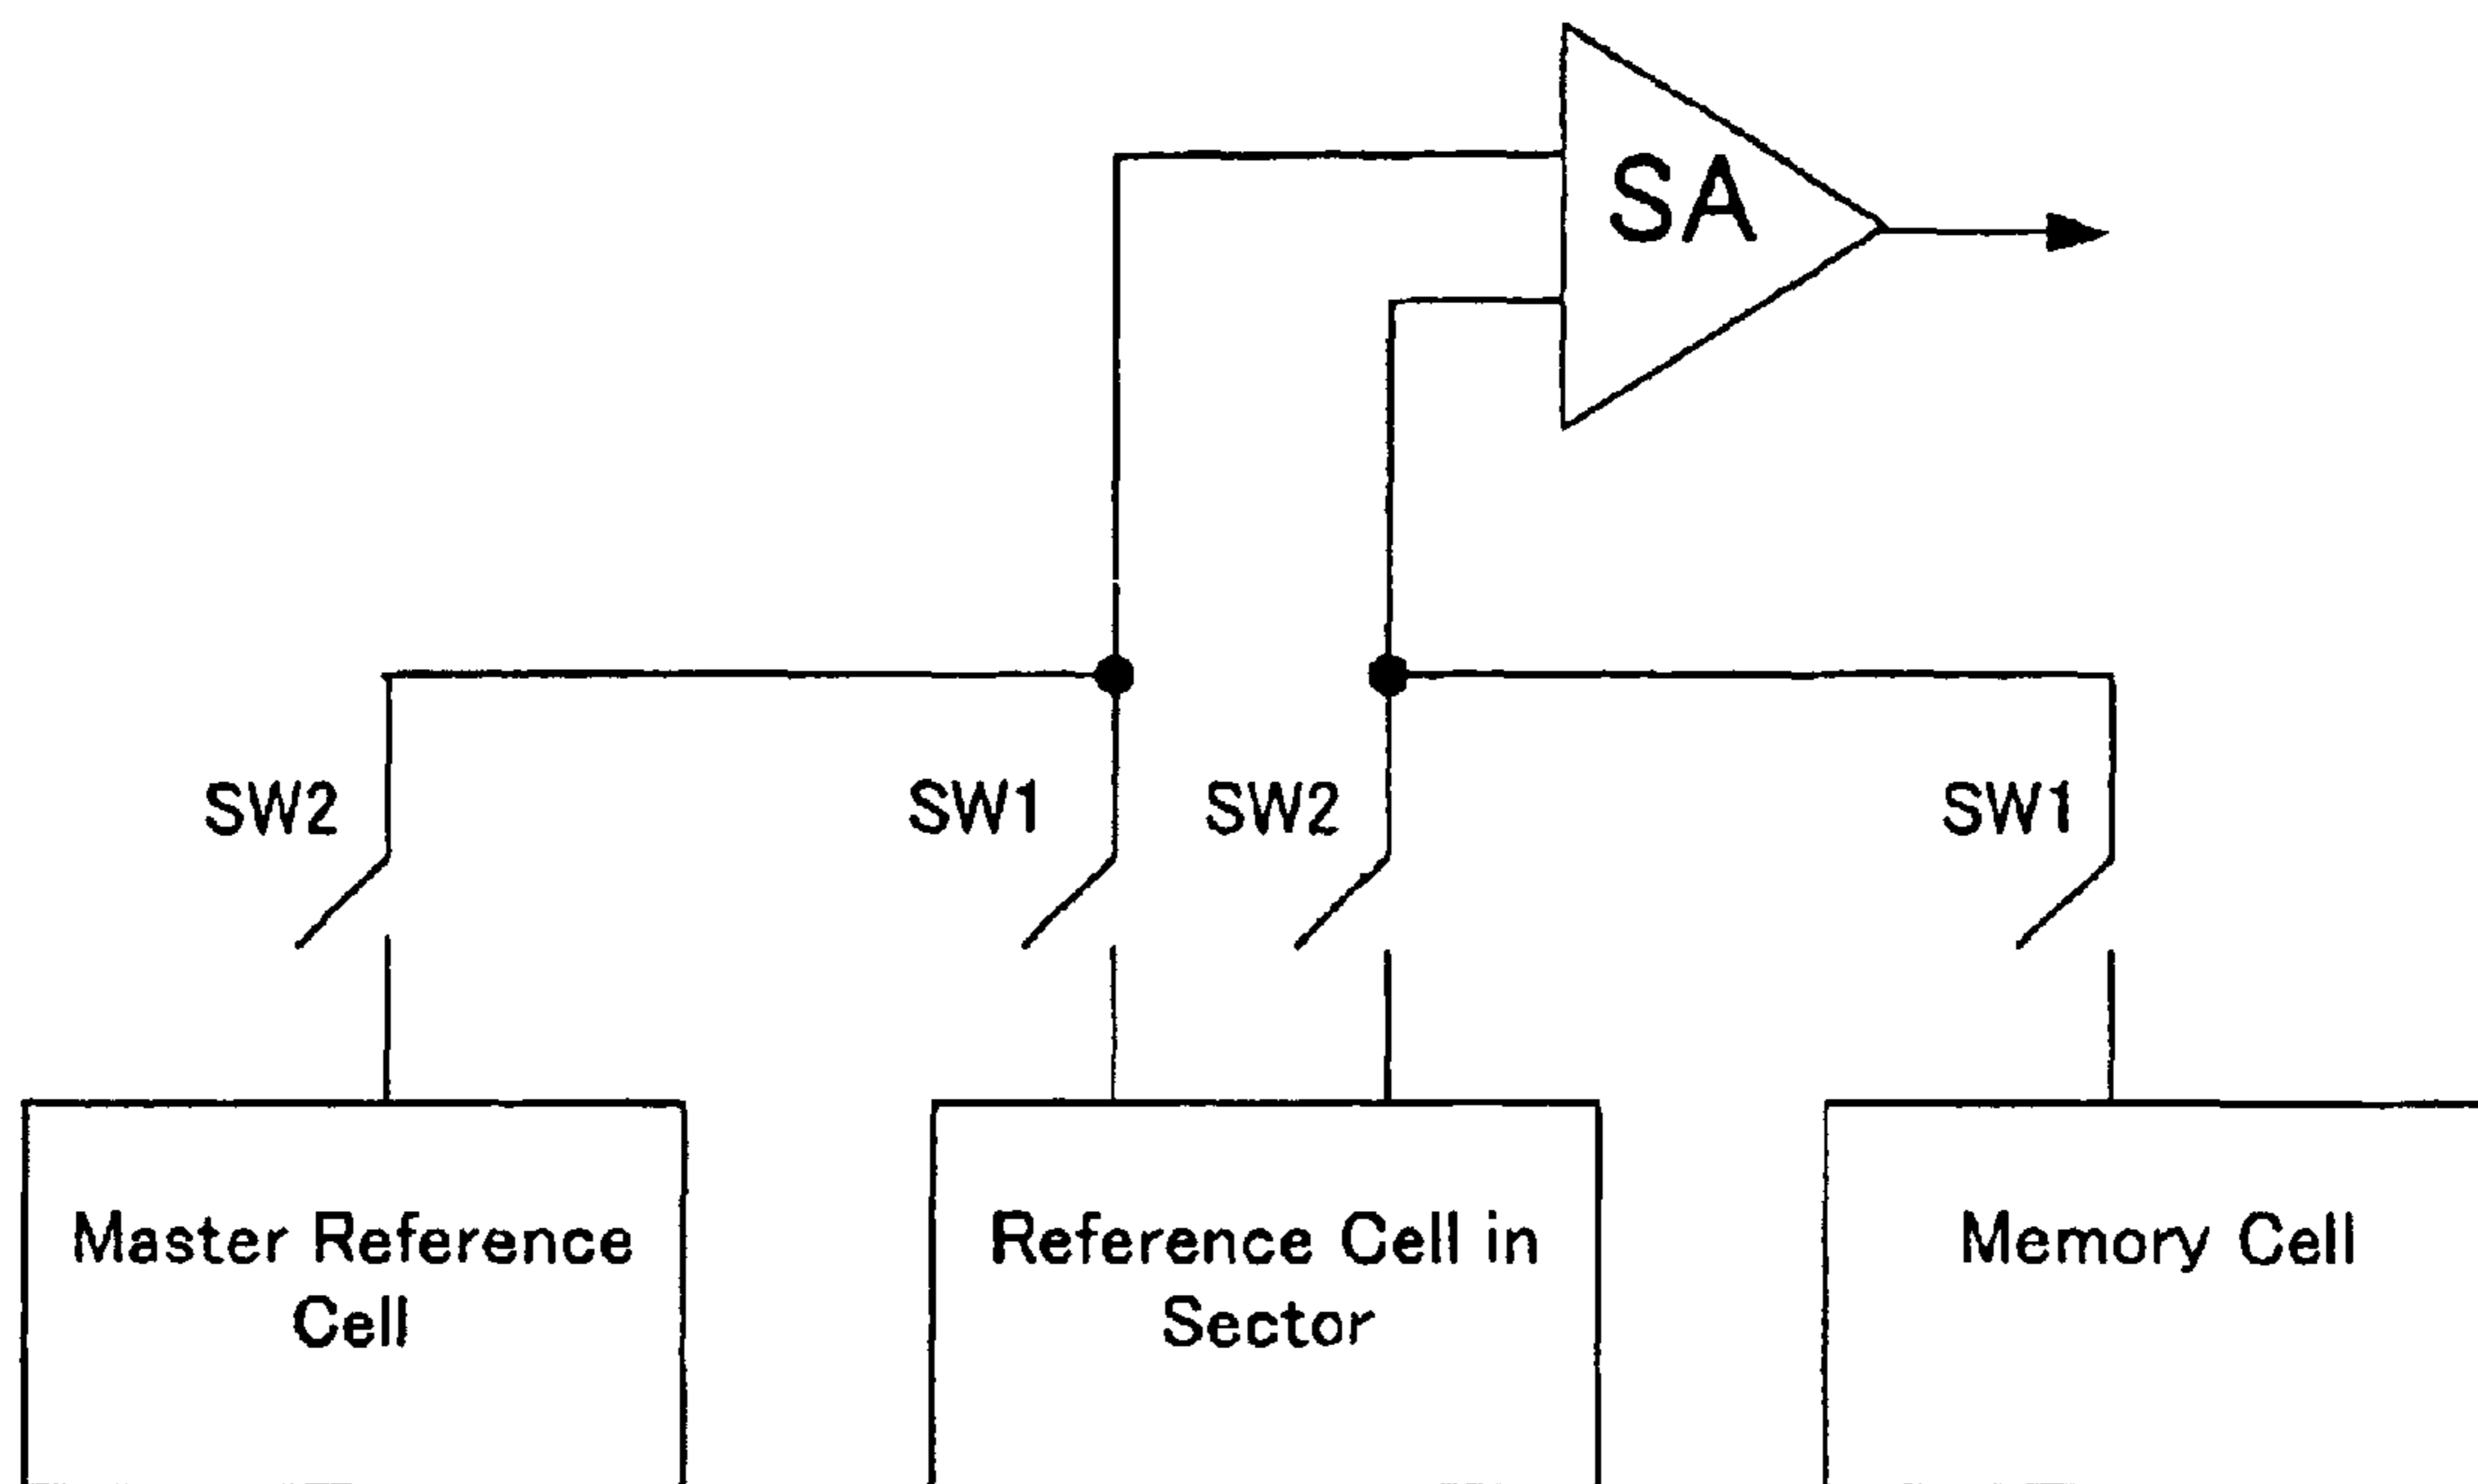 SA
SW2
SW1
SW2
SW1
Master Reference
Cell
Reference Cell in
Sector
Memory Cell